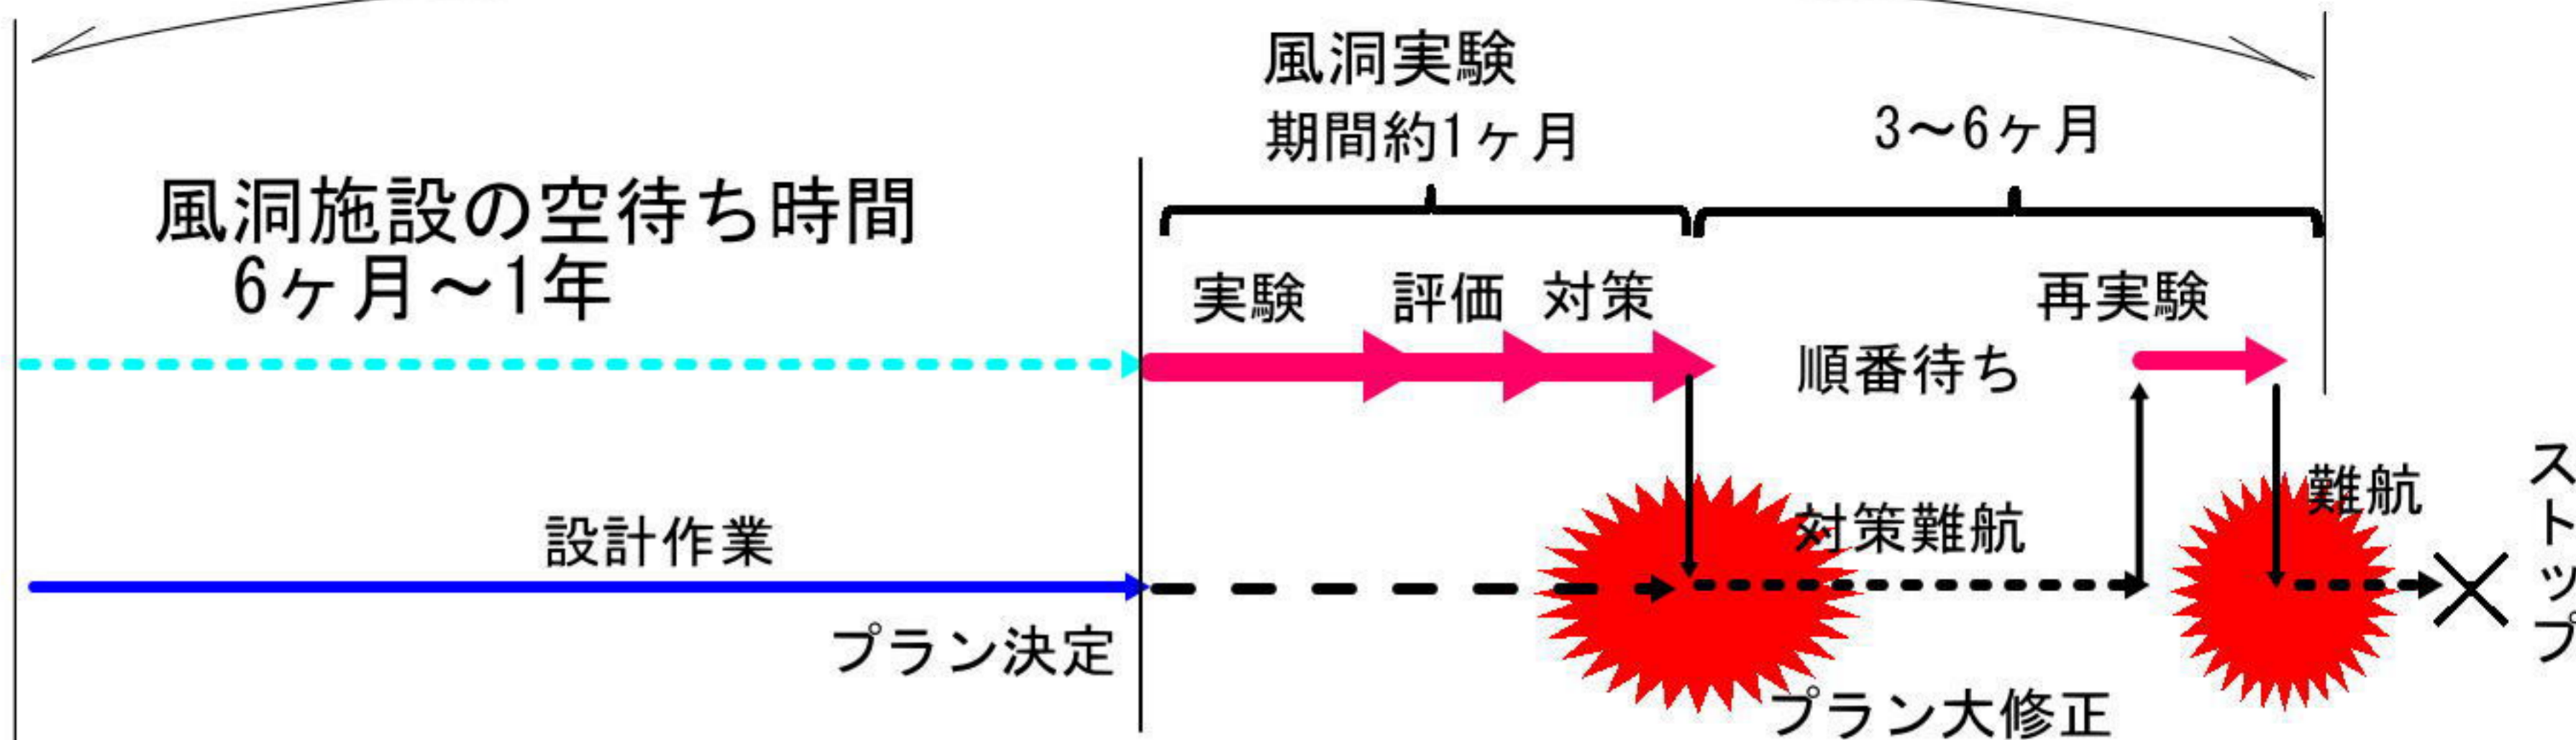 風洞実験
期間約1ヶ月
3〜6ヶ月
風洞施設の空待ち時間
6ヶ月〜1年
実験
評価
対策
再実験
順番待ち
設計作業
対策難航
難航
ストップ
プラン決定
プラン大修正